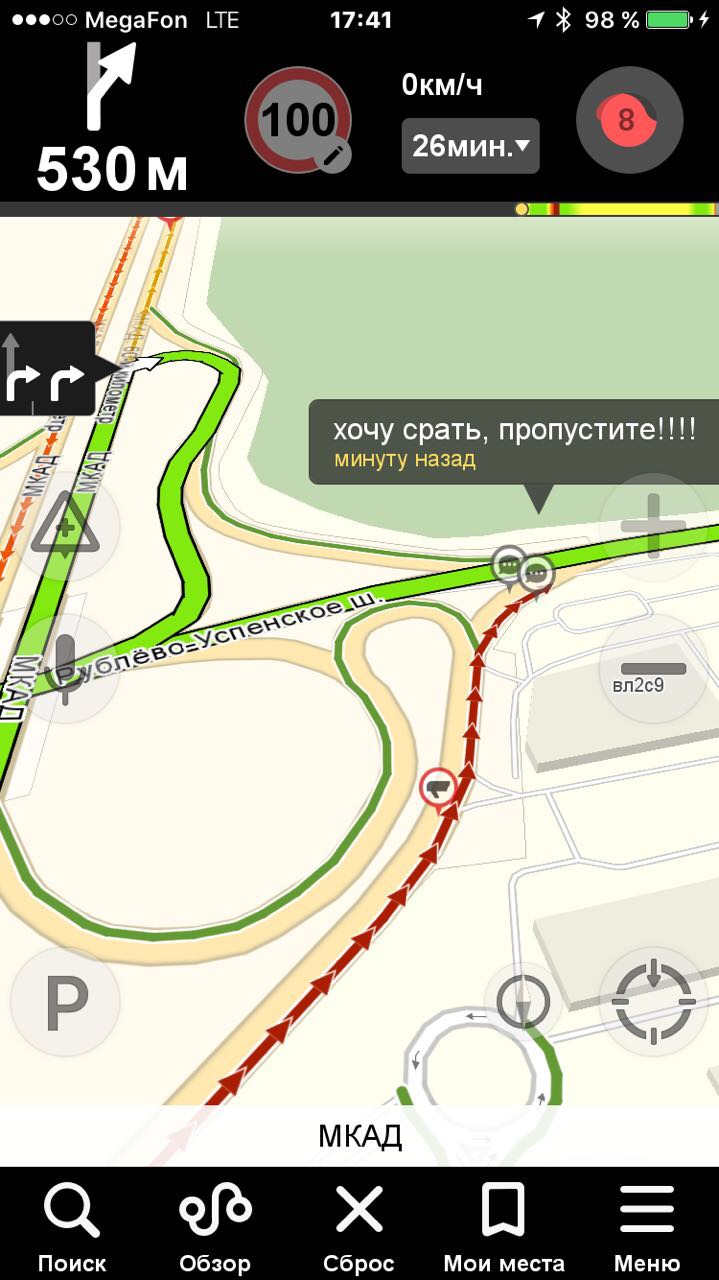 MegaFon LTE 17:41 98 %
100
0км/ч
8
26мин.
530 м
МКАД
МКАД
хочу срать, пропустите!!!!
минуту назад
Рублёво-Успенское ш.
МКАД
вл2с9
P
МКАД
Поиск Обзор Сброс Мои места Меню